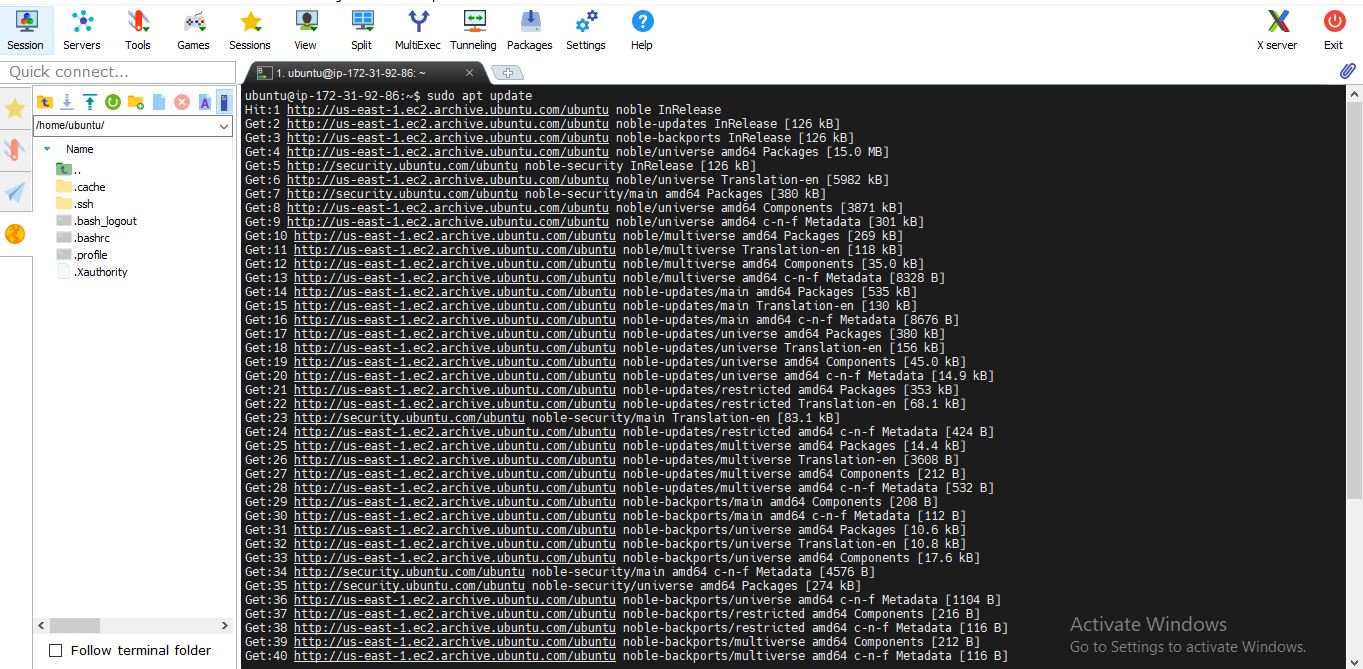 Session
Servers
Tools
Games
Sessions
View
Split
MultiExec
Tunneling
Packages
Settings
Help
X server
Exit
Quick connect...
1. ubuntu@ip-172-31-92-86: ~
/home/ubuntu/
Name
..
.cache
.ssh
.bash_logout
.bashrc
.profile
.Xauthority
Follow terminal folder
ubuntu@ip-172-31-92-86:~$ sudo apt update
Hit:1 http://us-east-1.ec2.archive.ubuntu.com/ubuntu noble InRelease
Get:2 http://us-east-1.ec2.archive.ubuntu.com/ubuntu noble-updates InRelease [126 kB]
Get:3 http://us-east-1.ec2.archive.ubuntu.com/ubuntu noble-backports InRelease [126 kB]
Get:4 http://us-east-1.ec2.archive.ubuntu.com/ubuntu noble/universe amd64 Packages [15.0 MB]
Get:5 http://security.ubuntu.com/ubuntu noble-security InRelease [126 kB]
Get:6 http://us-east-1.ec2.archive.ubuntu.com/ubuntu noble/universe Translation-en [5982 kB]
Get:7 http://security.ubuntu.com/ubuntu noble-security/main amd64 Packages [380 kB]
Get:8 http://us-east-1.ec2.archive.ubuntu.com/ubuntu noble/universe amd64 Components [3871 kB]
Get:9 http://us-east-1.ec2.archive.ubuntu.com/ubuntu noble/universe amd64 c-n-f Metadata [301 kB]
Get:10 http://us-east-1.ec2.archive.ubuntu.com/ubuntu noble/multiverse amd64 Packages [269 kB]
Get:11 http://us-east-1.ec2.archive.ubuntu.com/ubuntu noble/multiverse Translation-en [118 kB]
Get:12 http://us-east-1.ec2.archive.ubuntu.com/ubuntu noble/multiverse amd64 Components [35.0 kB]
Get:13 http://us-east-1.ec2.archive.ubuntu.com/ubuntu noble/multiverse amd64 c-n-f Metadata [8328 B]
Get:14 http://us-east-1.ec2.archive.ubuntu.com/ubuntu noble-updates/main amd64 Packages [535 kB]
Get:15 http://us-east-1.ec2.archive.ubuntu.com/ubuntu noble-updates/main Translation-en [130 kB]
Get:16 http://us-east-1.ec2.archive.ubuntu.com/ubuntu noble-updates/main amd64 c-n-f Metadata [8676 B]
Get:17 http://us-east-1.ec2.archive.ubuntu.com/ubuntu noble-updates/universe amd64 Packages [380 kB]
Get:18 http://us-east-1.ec2.archive.ubuntu.com/ubuntu noble-updates/universe Translation-en [156 kB]
Get:19 http://us-east-1.ec2.archive.ubuntu.com/ubuntu noble-updates/universe amd64 Components [45.0 kB]
Get:20 http://us-east-1.ec2.archive.ubuntu.com/ubuntu noble-updates/universe amd64 c-n-f Metadata [14.9 kB]
Get:21 http://us-east-1.ec2.archive.ubuntu.com/ubuntu noble-updates/restricted amd64 Packages [353 kB]
Get:22 http://us-east-1.ec2.archive.ubuntu.com/ubuntu noble-updates/restricted Translation-en [68.1 kB]
Get:23 http://security.ubuntu.com/ubuntu noble-security/main Translation-en [83.1 kB]
Get:24 http://us-east-1.ec2.archive.ubuntu.com/ubuntu noble-updates/restricted amd64 c-n-f Metadata [424 B]
Get:25 http://us-east-1.ec2.archive.ubuntu.com/ubuntu noble-updates/multiverse amd64 Packages [14.4 kB]
Get:26 http://us-east-1.ec2.archive.ubuntu.com/ubuntu noble-updates/multiverse Translation-en [3608 B]
Get:27 http://us-east-1.ec2.archive.ubuntu.com/ubuntu noble-updates/multiverse amd64 Components [212 B]
Get:28 http://us-east-1.ec2.archive.ubuntu.com/ubuntu noble-updates/multiverse amd64 c-n-f Metadata [532 B]
Get:29 http://us-east-1.ec2.archive.ubuntu.com/ubuntu noble-backports/main amd64 Components [208 B]
Get:30 http://us-east-1.ec2.archive.ubuntu.com/ubuntu noble-backports/main amd64 c-n-f Metadata [112 B]
Get:31 http://us-east-1.ec2.archive.ubuntu.com/ubuntu noble-backports/universe amd64 Packages [10.6 kB]
Get:32 http://us-east-1.ec2.archive.ubuntu.com/ubuntu noble-backports/universe Translation-en [10.8 kB]
Get:33 http://us-east-1.ec2.archive.ubuntu.com/ubuntu noble-backports/universe amd64 Components [17.6 kB]
Get:34 http://security.ubuntu.com/ubuntu noble-security/main amd64 c-n-f Metadata [4576 B]
Get:35 http://security.ubuntu.com/ubuntu noble-security/universe amd64 Packages [274 kB]
Get:36 http://us-east-1.ec2.archive.ubuntu.com/ubuntu noble-backports/universe amd64 c-n-f Metadata [1104 B]
Get:37 http://us-east-1.ec2.archive.ubuntu.com/ubuntu noble-backports/restricted amd64 Components [216 B]
Get:38 http://us-east-1.ec2.archive.ubuntu.com/ubuntu noble-backports/restricted amd64 c-n-f Metadata [116 B]
Get:39 http://us-east-1.ec2.archive.ubuntu.com/ubuntu noble-backports/multiverse amd64 Components [212 B]
Get:40 http://us-east-1.ec2.archive.ubuntu.com/ubuntu noble-backports/multiverse amd64 c-n-f Metadata [116 B]
Activate Windows
Go to Settings to activate Windows.